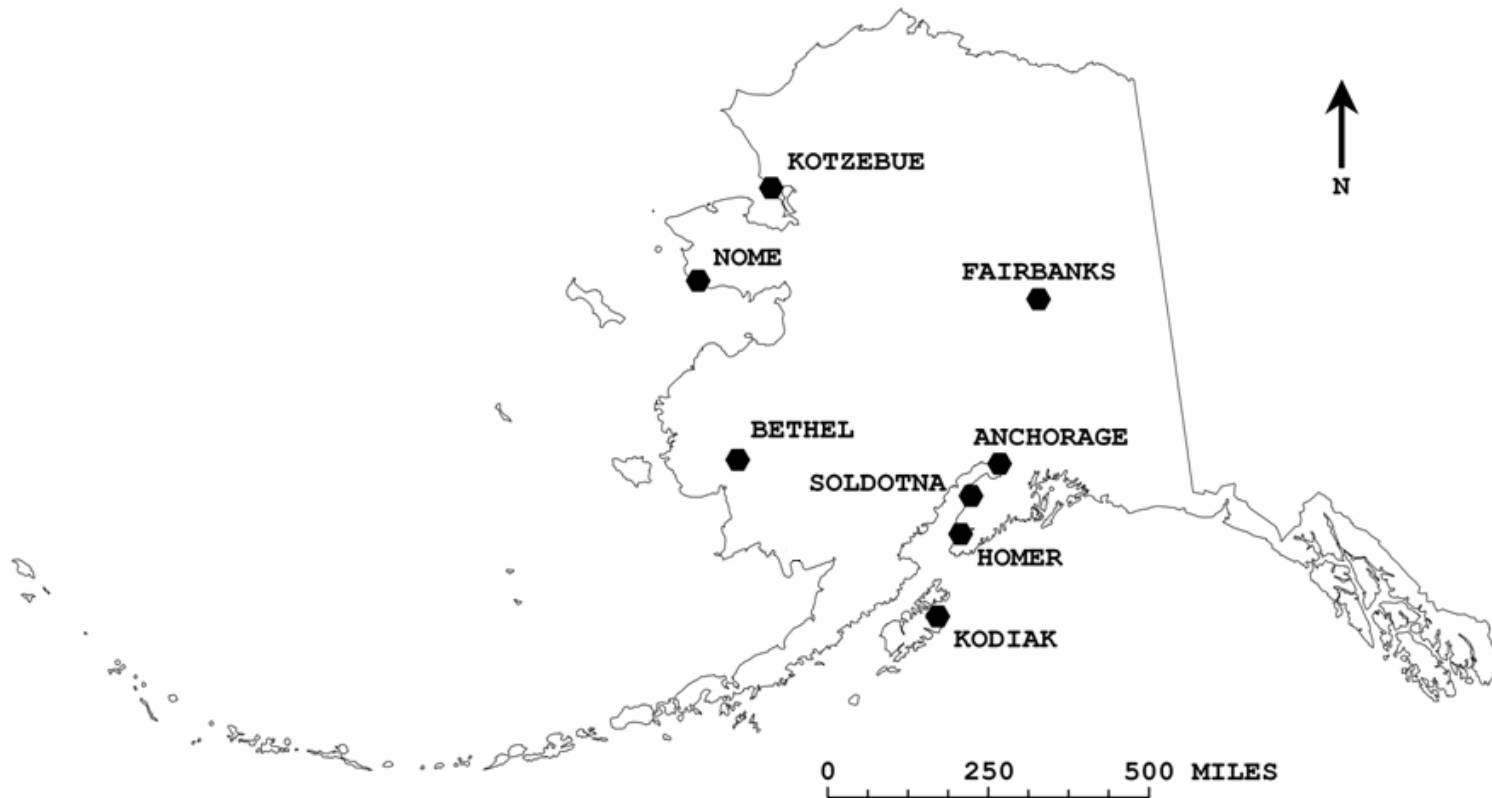 KOTZEBUE
N
NOME
FAIRBANKS
BETHEL
ANCHORAGE
SOLDOTNA
HOMER
KODIAK
0 250 500 MILES